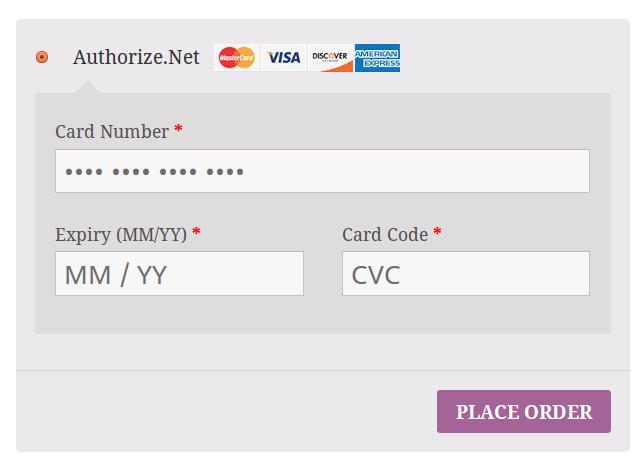 Authorize.Net MasterCard VISA DISCOVER AMERICAN EXPRESS
Card Number *
•••• •••• •••• ••••
Expiry (MM/YY) * Card Code *
MM / YY CVC
PLACE ORDER